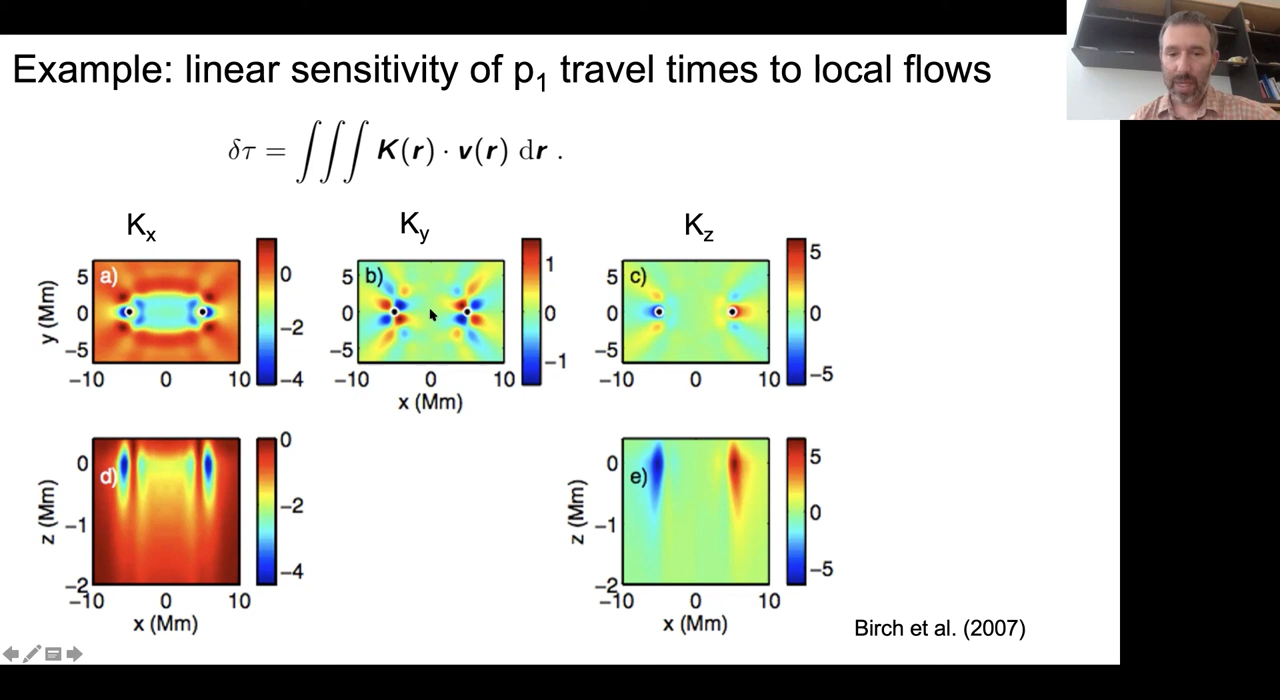 Example: linear sensitivity of p₁ travel times to local flows
δτ = ∭ K(r) · v(r) dr .
Kₓ
K_y
K_z
a)
5
0
−5
y (Mm)
−10 0 10
0
−2
−4
b)
5
0
−5
−10 0 10
x (Mm)
1
0
−1
c)
5
0
−5
−10 0 10
5
0
−5
d)
0
−1
−2
z (Mm)
−10 0 10
x (Mm)
0
−2
−4
e)
0
−1
−2
z (Mm)
−10 0 10
x (Mm)
5
0
−5
Birch et al. (2007)